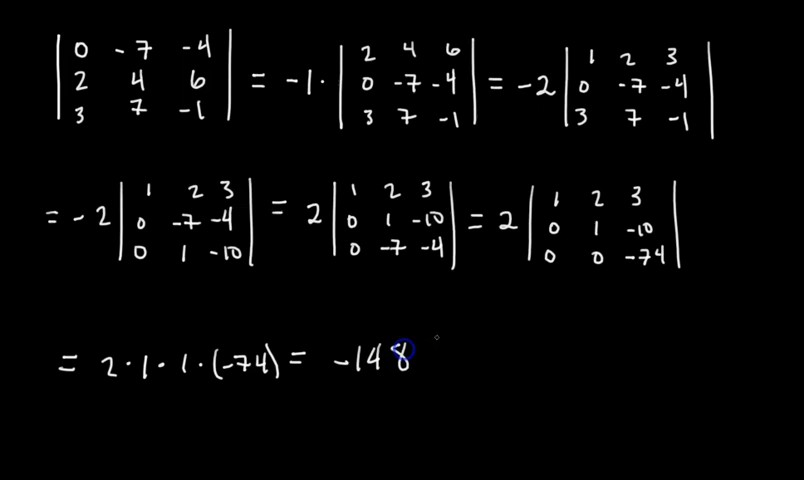 | 0 -7 -4 | = -1· | 2 4 6 | = -2 | 1 2 3 |
| 2 4 6 | | 0 -7 -4 | | 0 -7 -4 |
| 3 7 -1 | | 3 7 -1 | | 3 7 -1 |
= -2 | 1 2 3 | = 2 | 1 2 3 | = 2 | 1 2 3 |
| 0 -7 -4 | | 0 1 -10 | | 0 1 -10 |
| 0 1 -10 | | 0 -7 -4 | | 0 0 -74 |
= 2 · 1 · 1 · (-74) = -148